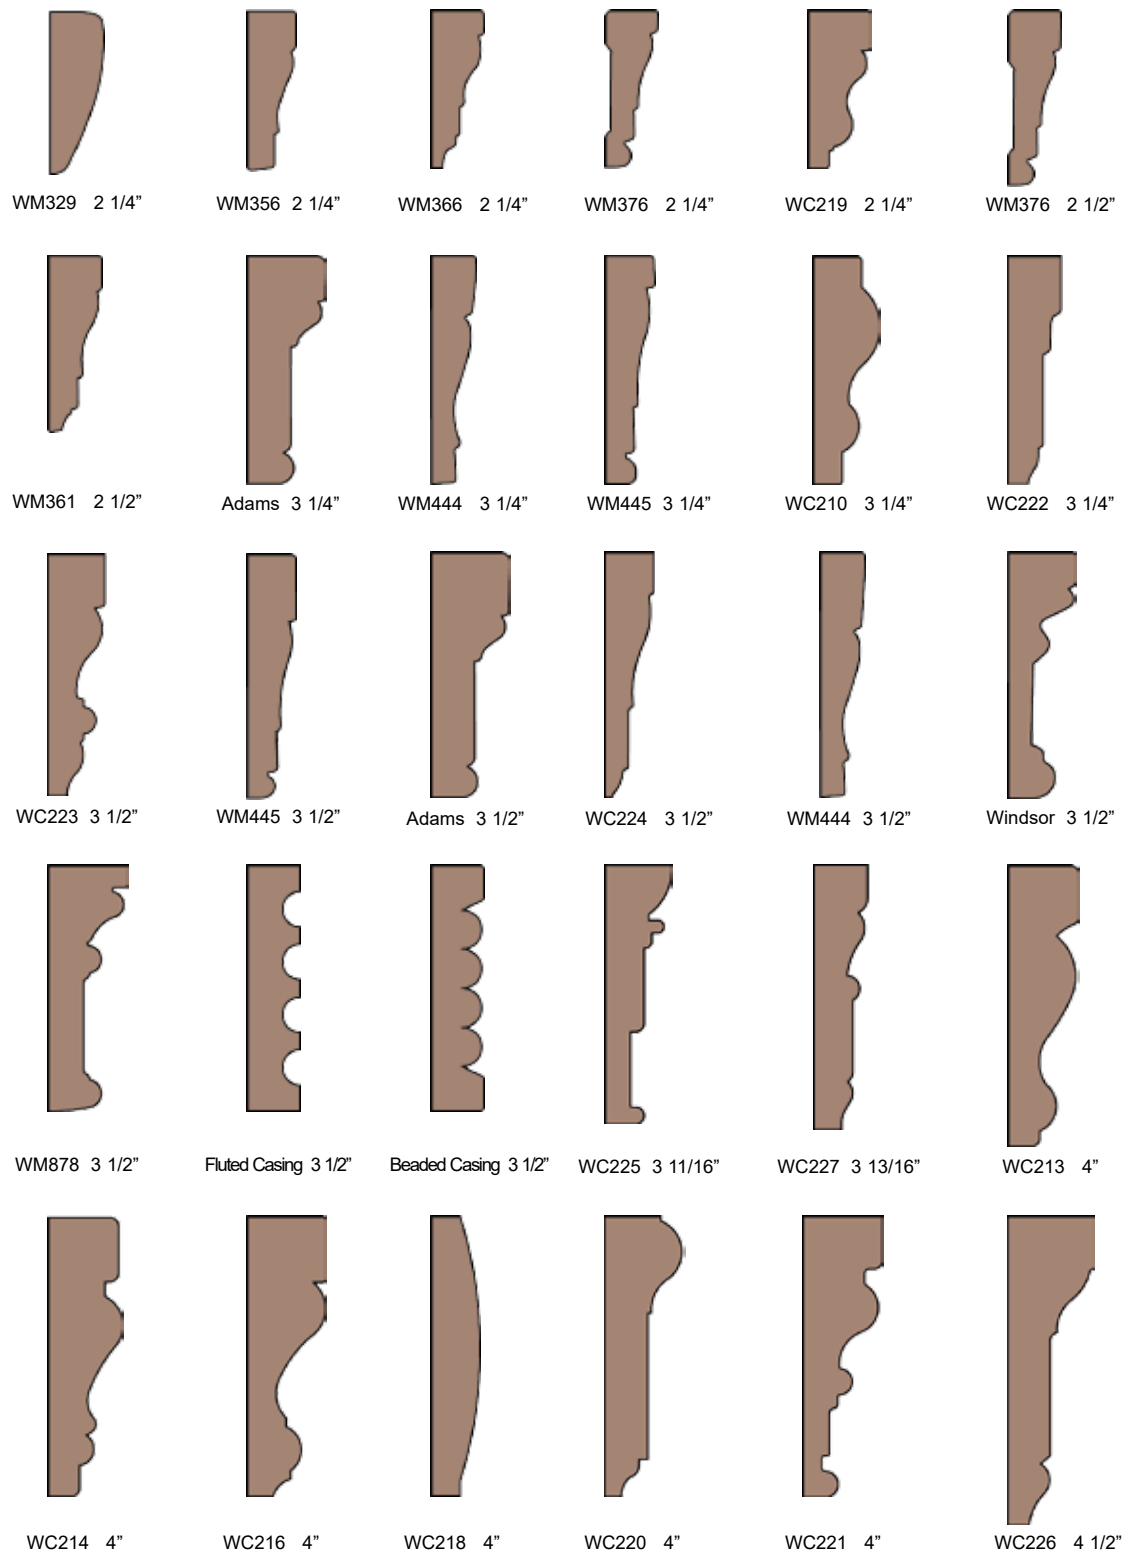 WM329 2 1/4” WM356 2 1/4” WM366 2 1/4” WM376 2 1/4” WC219 2 1/4” WM376 2 1/2”
WM361 2 1/2” Adams 3 1/4” WM444 3 1/4” WM445 3 1/4” WC210 3 1/4” WC222 3 1/4”
WC223 3 1/2” WM445 3 1/2” Adams 3 1/2” WC224 3 1/2” WM444 3 1/2” Windsor 3 1/2”
WM878 3 1/2” Fluted Casing 3 1/2” Beaded Casing 3 1/2” WC225 3 11/16” WC227 3 13/16” WC213 4”
WC214 4” WC216 4” WC218 4” WC220 4” WC221 4” WC226 4 1/2”